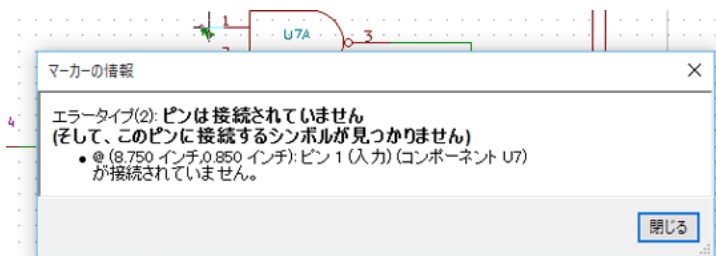 1
U7A
3
マーカーの情報
4
エラータイプ(2): ピンは接続されていません
(そして、このピンに接続するシンボルが見つかりません)
• @ (8.750 インチ,0.850 インチ): ピン 1 (入力) (コンポーネント U7)
が接続されていません。
閉じる